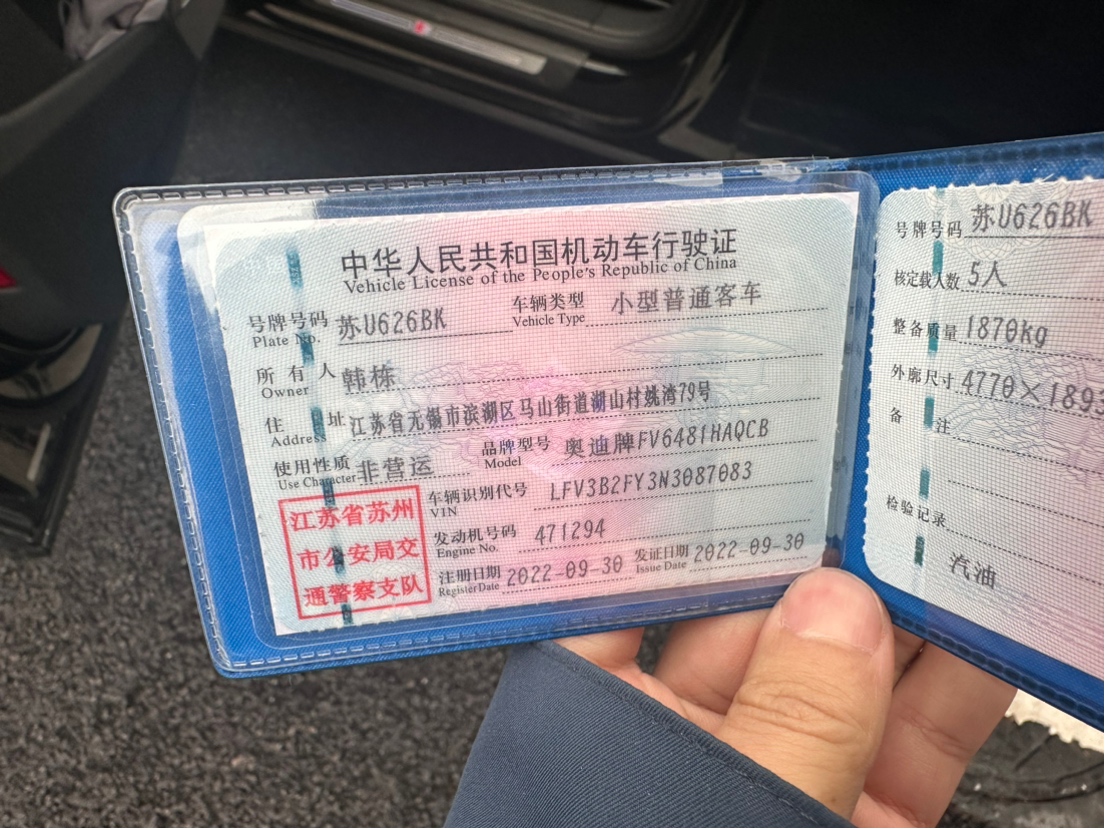 中华人民共和国机动车行驶证
Vehicle License of the People's Republic of China
号牌号码 苏U626BK 车辆类型 小型普通客车
Plate No. Vehicle Type
所有人 韩栋
Owner
住址 江苏省无锡市滨湖区马山街道湖山村姚湾79号
Address
使用性质 非营运 品牌型号 奥迪牌FV6481HAQCB
Use Character Model
车辆识别代号 LFV3B2FY3N3087083
VIN
发动机号码 471294
Engine No.
注册日期 2022-09-30 发证日期 2022-09-30
Register Date Issue Date
江苏省苏州
市公安局交
通警察支队
号牌号码 苏U626BK
核定载人数 5人
整备质量 1870kg
外廓尺寸 4770×1893
备注
检验记录
汽油